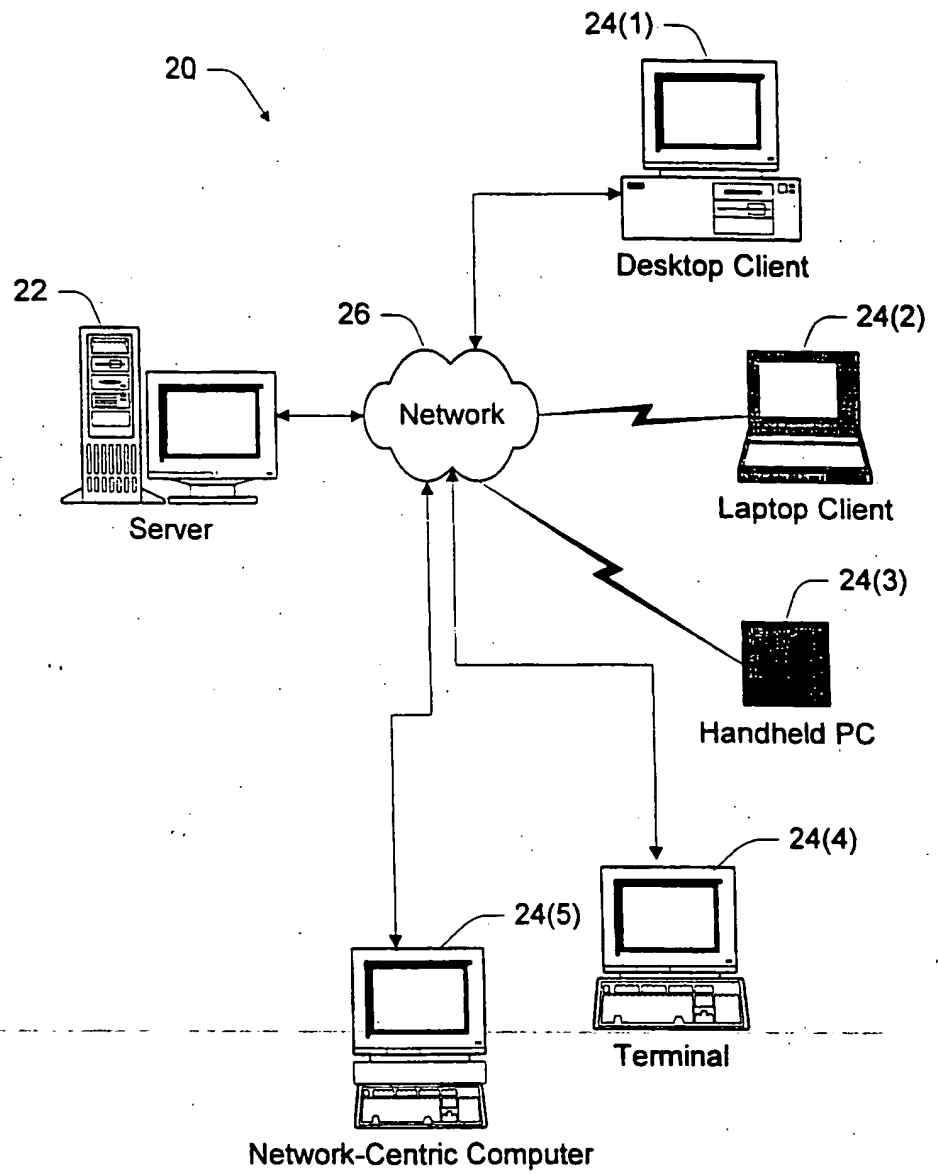 24(1)
20
Desktop Client
22
26
24(2)
Network
Server
Laptop Client
24(3)
Handheld PC
24(4)
24(5)
Terminal
Network-Centric Computer